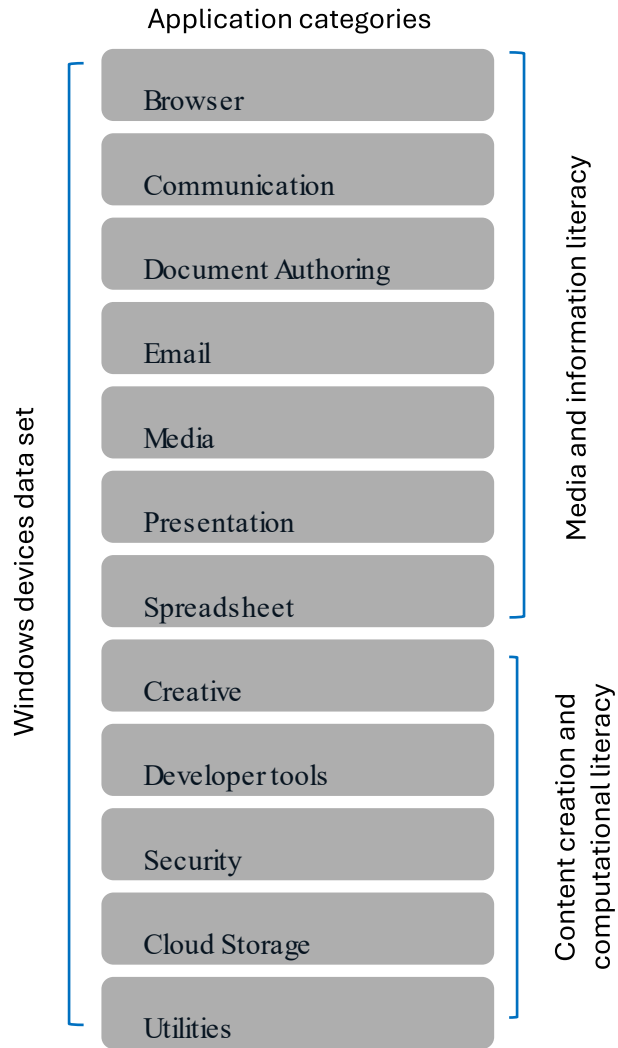 Application categories
Windows devices data set
Browser
Communication
Document Authoring
Email
Media
Presentation
Spreadsheet
Creative
Developer tools
Security
Cloud Storage
Utilities
Media and information literacy
Content creation and
computational literacy